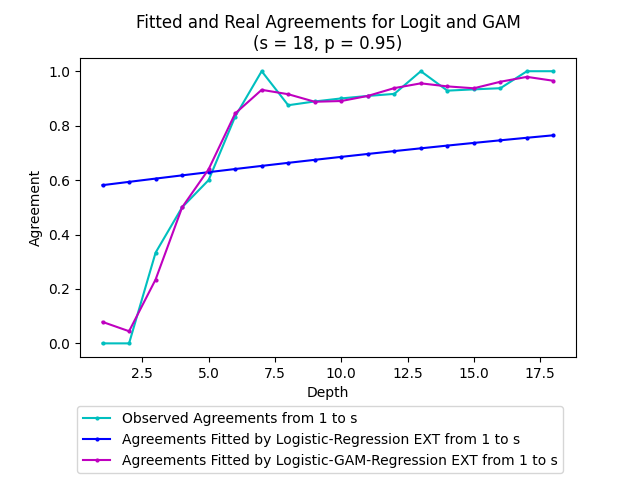 Fitted and Real Agreements for Logit and GAM
(s = 18, p = 0.95)
1.0
0.8
0.6
0.4
0.2
0.0
Agreement
2.5 5.0 7.5 10.0 12.5 15.0 17.5
Depth
Observed Agreements from 1 to s
Agreements Fitted by Logistic-Regression EXT from 1 to s
Agreements Fitted by Logistic-GAM-Regression EXT from 1 to s